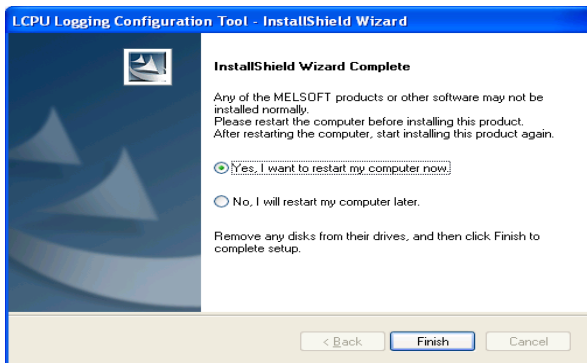 LCPU Logging Configuration Tool - InstallShield Wizard
InstallShield Wizard Complete
Any of the MELSOFT products or other software may not be
installed normally.
Please restart the computer before installing this product.
After restarting the computer, start installing this product again.
Yes, I want to restart my computer now.
No, I will restart my computer later.
Remove any disks from their drives, and then click Finish to
complete setup.
< Back Finish Cancel